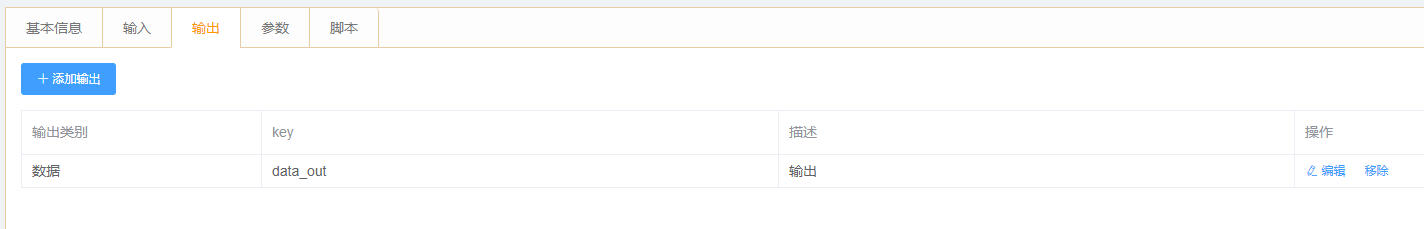 基本信息 输入 输出 参数 脚本
添加输出
输出类别 key 描述 操作
数据 data_out 输出 编辑 移除